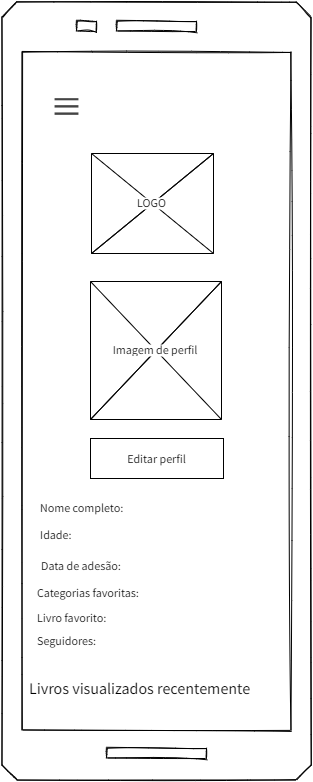 LOGO
Imagem de perfil
Editar perfil
Nome completo:
Idade:
Data de adesão:
Categorias favoritas:
Livro favorito:
Seguidores:
Livros visualizados recentemente